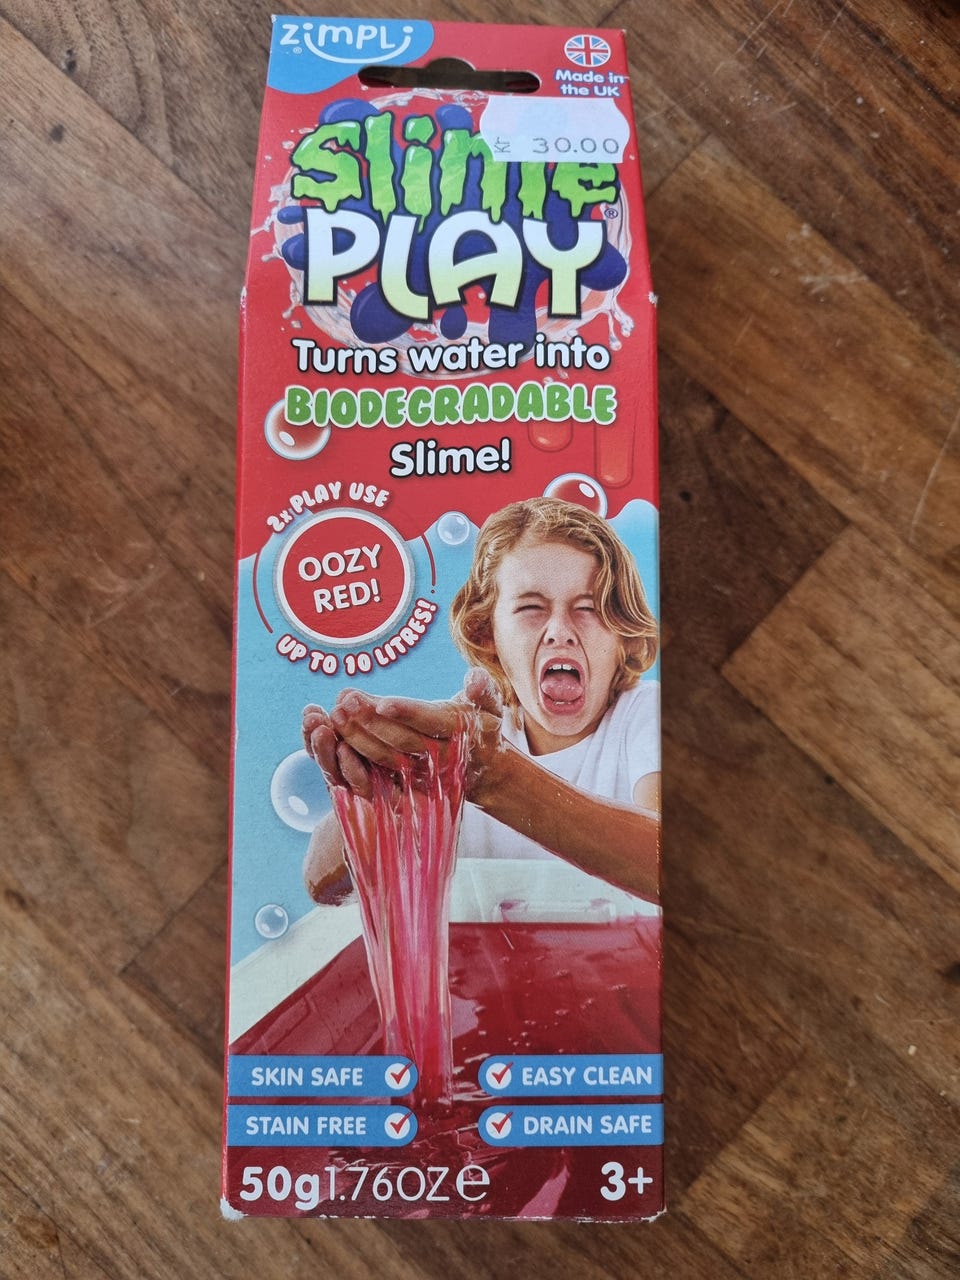 zimpli
®
Made in
the UK
Kr 30.00
Slime
PLAY®
Turns water into
BIODEGRADABLE
Slime!
2x PLAY USE
OOZY
RED!
UP TO 10 LITRES!
SKIN SAFE
EASY CLEAN
STAIN FREE
DRAIN SAFE
50g 1.76OZ e
3+